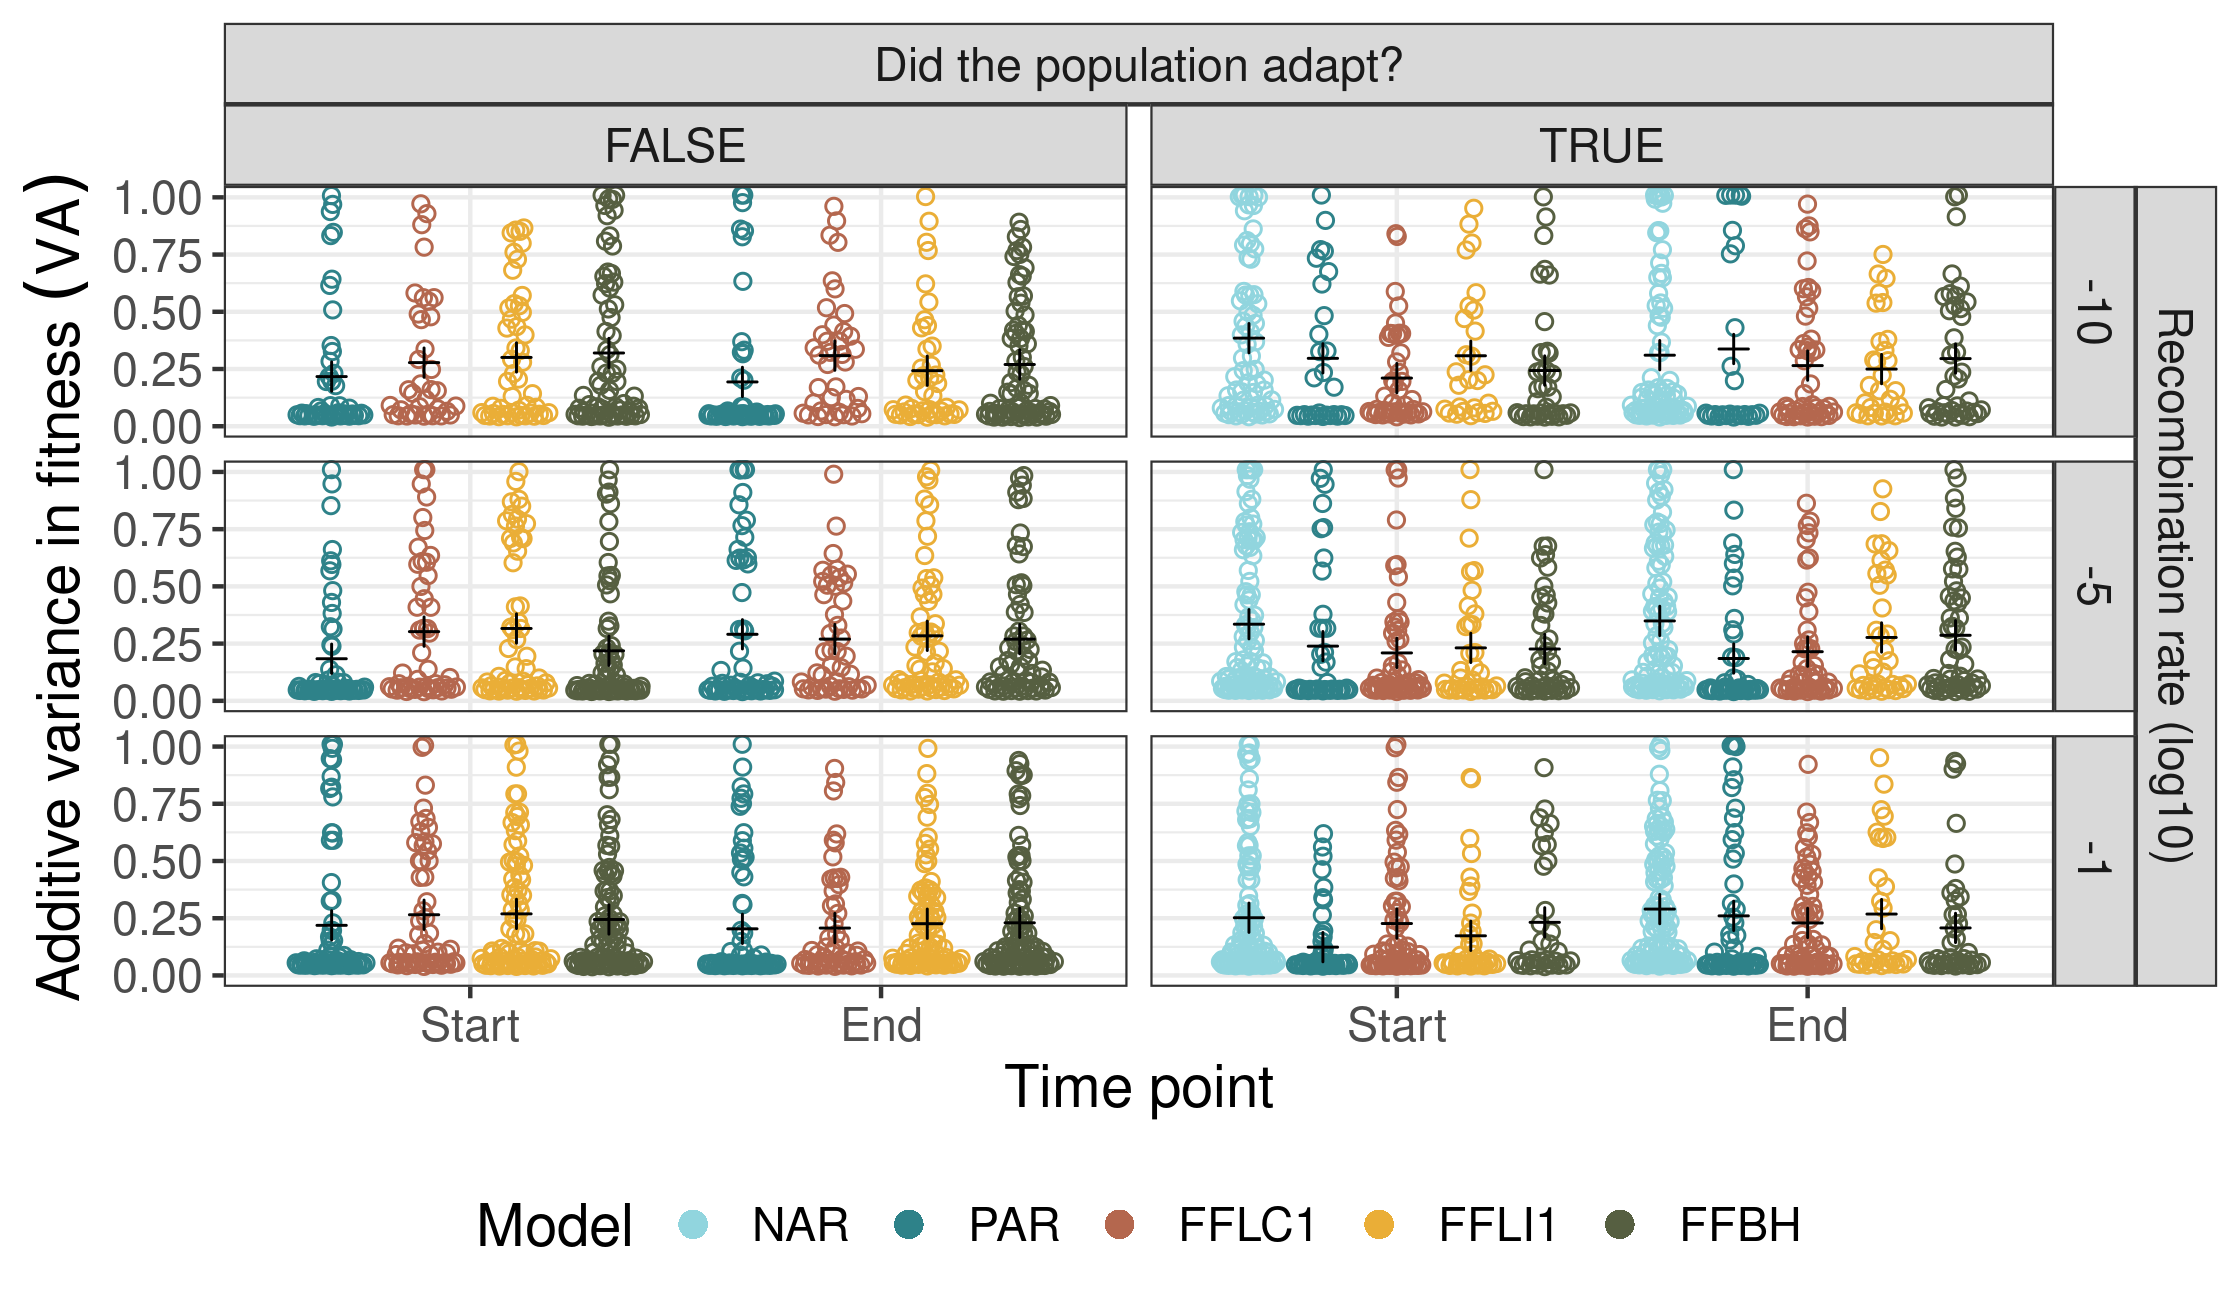 Did the population adapt?
FALSE
TRUE
Additive variance in fitness (VA)
1.00
0.75
0.50
0.25
0.00
-10
1.00
0.75
0.50
0.25
0.00
-5
1.00
0.75
0.50
0.25
0.00
-1
Recombination rate (log10)
Start
End
Start
End
Time point
Model
NAR
PAR
FFLC1
FFLI1
FFBH